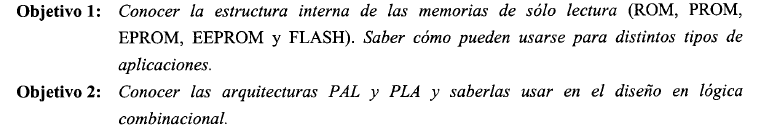 Objetivo 1: Conocer la estructura interna de las memorias de sólo lectura (ROM, PROM,
EPROM, EEPROM y FLASH). Saber cómo pueden usarse para distintos tipos de
aplicaciones.
Objetivo 2: Conocer las arquitecturas PAL y PLA y saberlas usar en el diseño en lógica
combinacional.